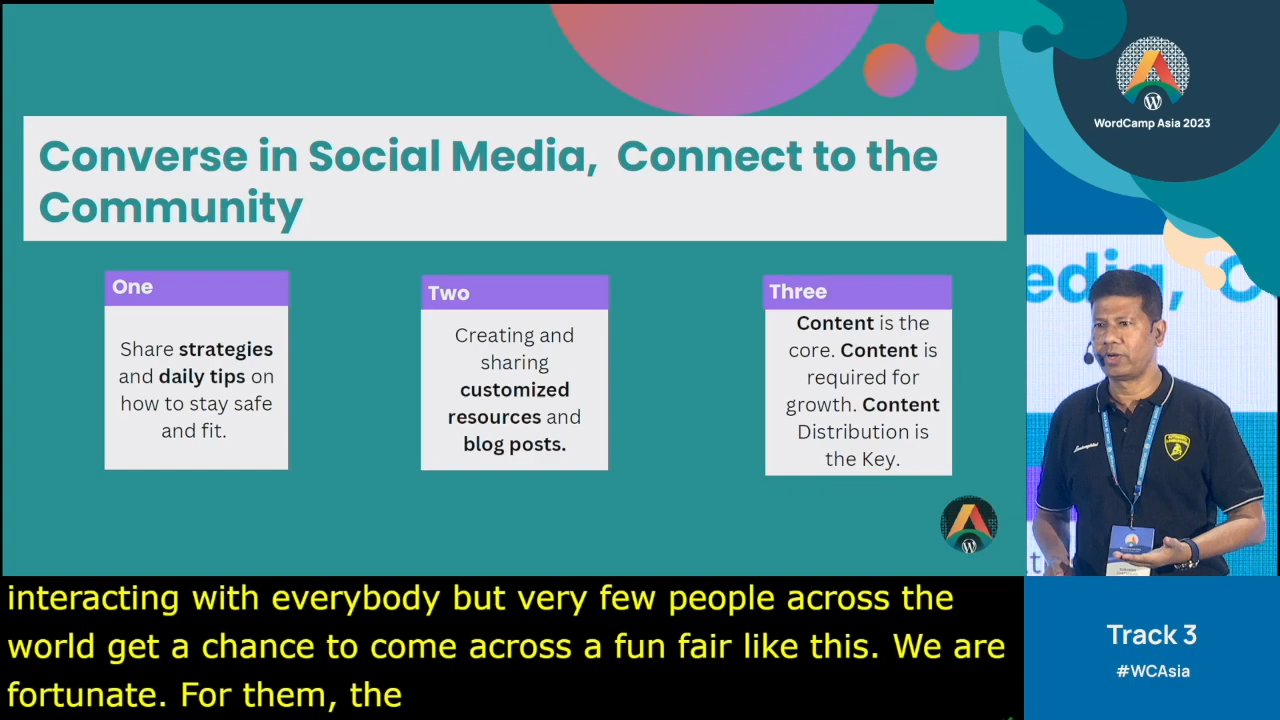 Converse in Social Media, Connect to the
Community
One
Share strategies
and daily tips on
how to stay safe
and fit.
Two
Creating and
sharing
customized
resources and
blog posts.
Three
Content is the
core. Content is
required for
growth. Content
Distribution is
the Key.
WordCamp Asia 2023
edia, C
interacting with everybody but very few people across the
world get a chance to come across a fun fair like this. We are
fortunate. For them, the
Track 3
#WCAsia